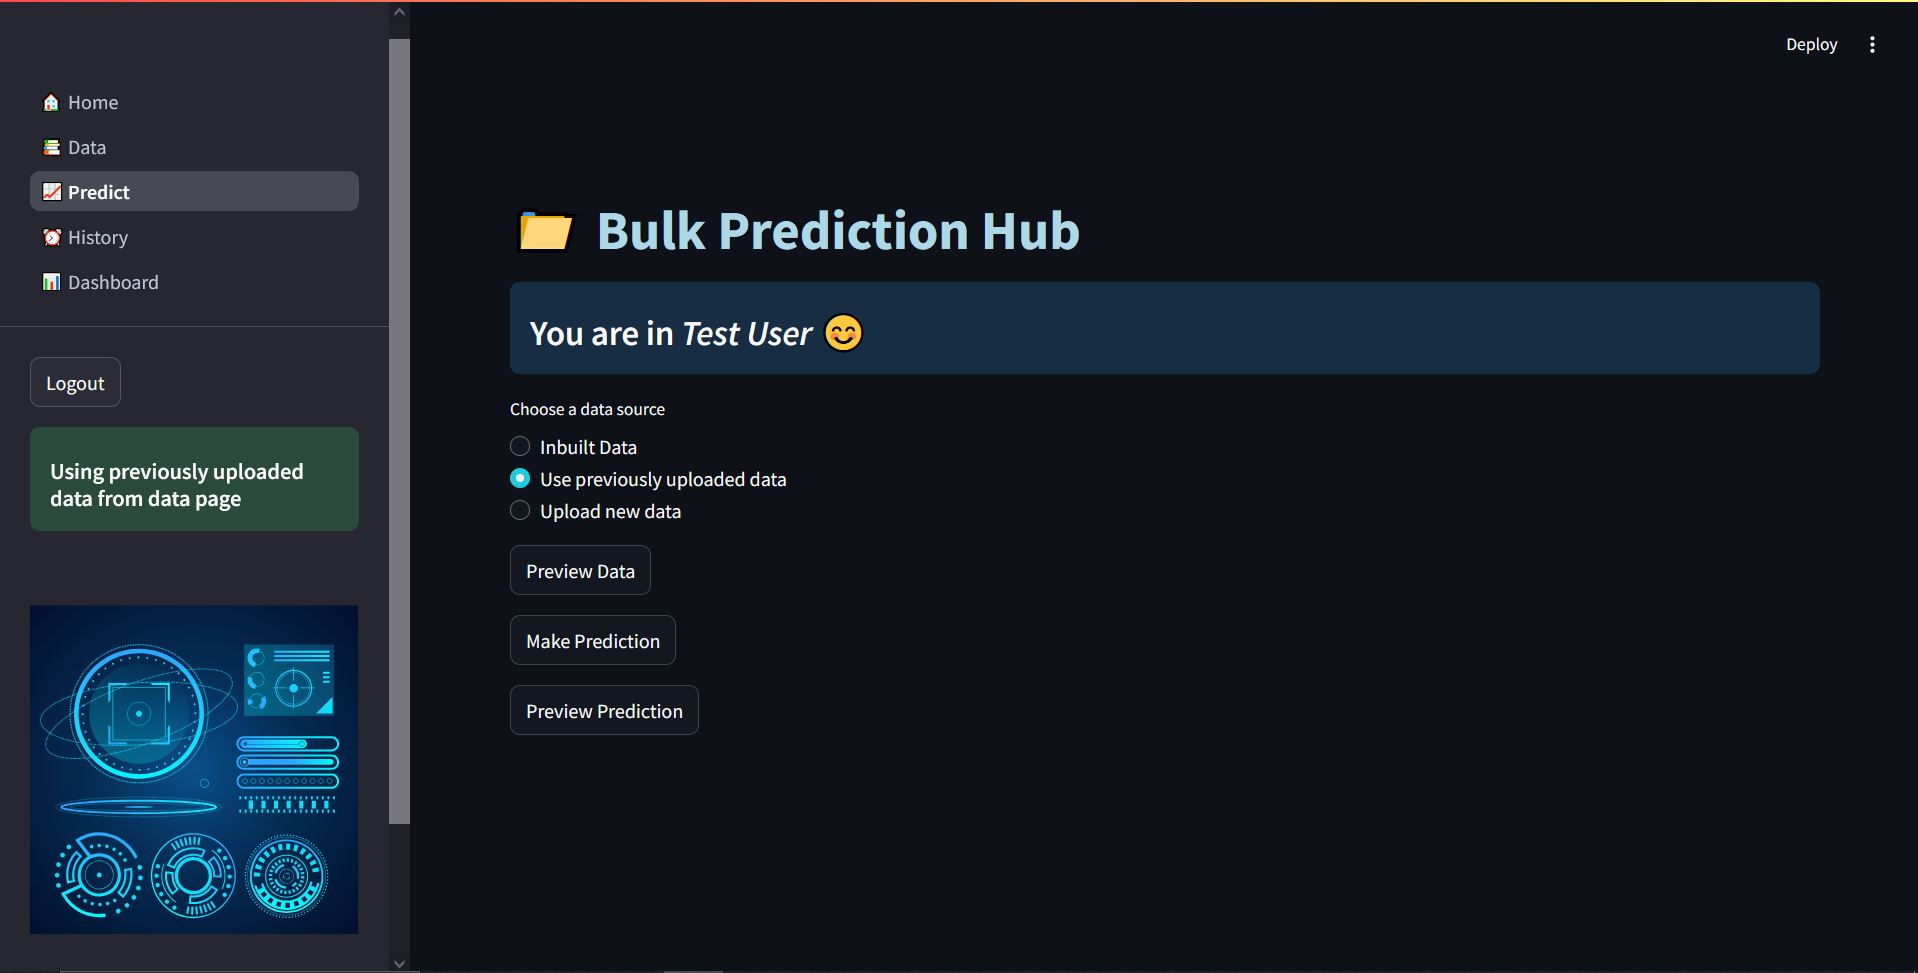 Deploy
Home
Data
Predict
History
Dashboard
Logout
Using previously uploaded
data from data page
Bulk Prediction Hub
You are in Test User
Choose a data source
Inbuilt Data
Use previously uploaded data
Upload new data
Preview Data
Make Prediction
Preview Prediction